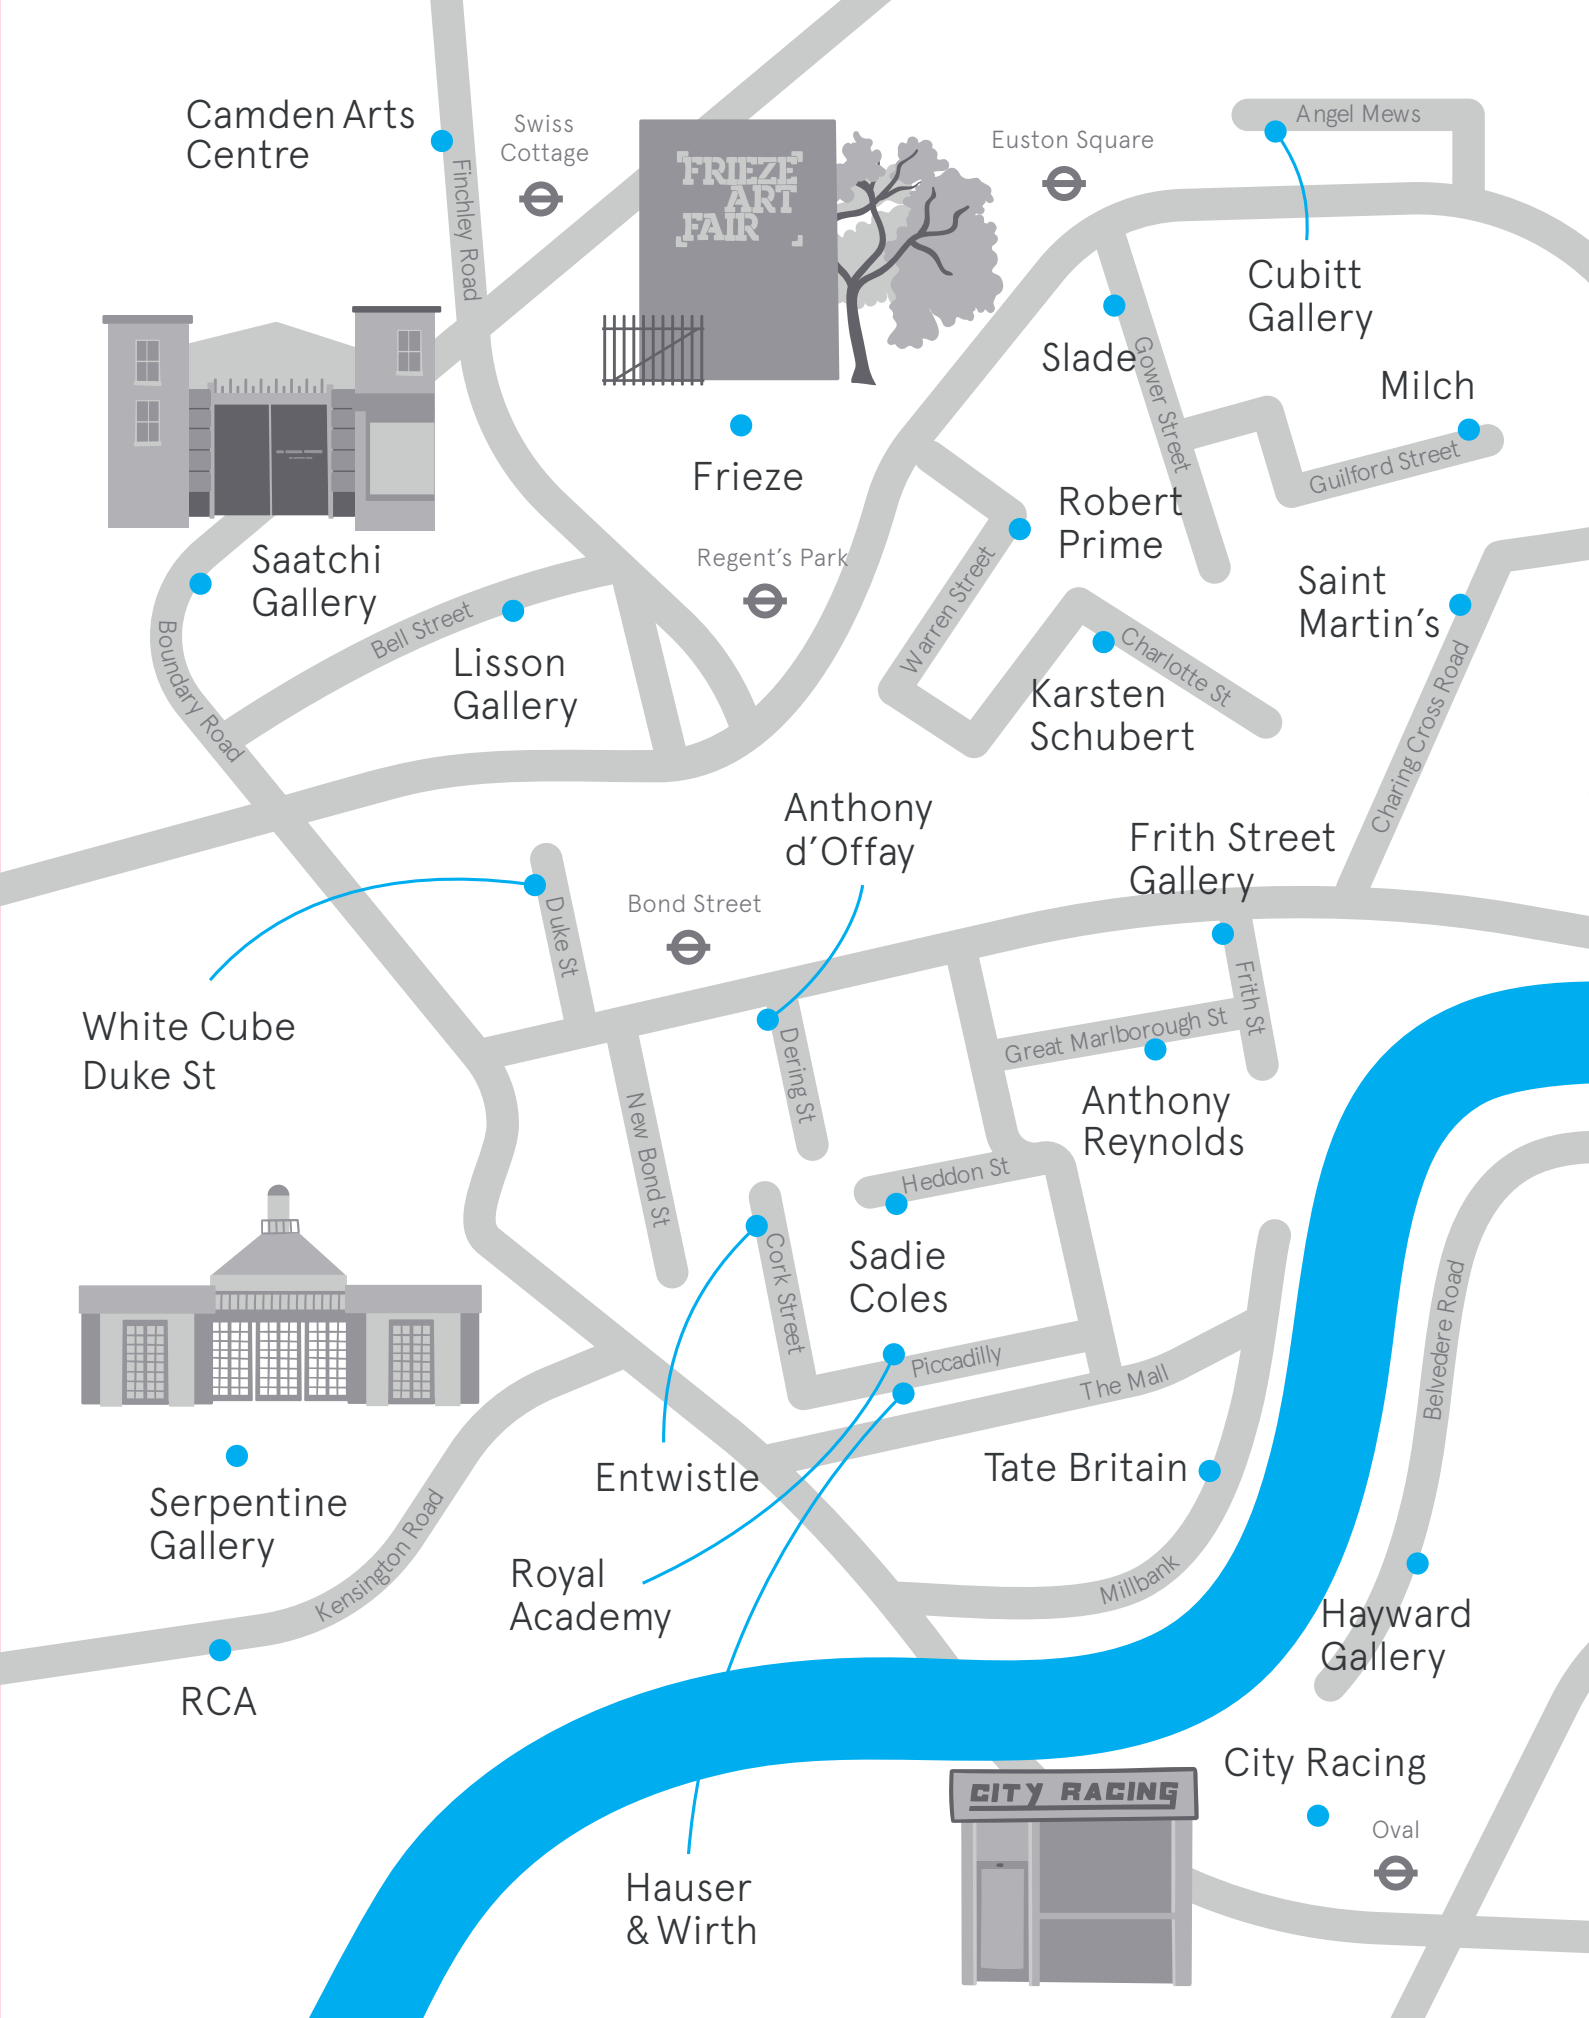 Camden Arts
Centre
Finchley Road
Swiss
Cottage
FRIEZE
ART
FAIR
Euston Square
Angel Mews
Cubitt
Gallery
Slade
Gower Street
Milch
Guilford Street
Frieze
Robert
Prime
Regent’s Park
Warren Street
Saatchi
Gallery
Boundary Road
Bell Street
Lisson
Gallery
Saint
Martin’s
Charlotte St
Karsten
Schubert
Charing Cross Road
Anthony
d’Offay
Frith Street
Gallery
Duke St
Bond Street
White Cube
Duke St
Frith St
Great Marlborough St
Dering St
Anthony
Reynolds
New Bond St
Heddon St
Sadie
Coles
Cork Street
Piccadilly
The Mall
Belvedere Road
Entwistle
Tate Britain
Serpentine
Gallery
Kensington Road
Royal
Academy
Millbank
Hayward
Gallery
RCA
City Racing
CITY RACING
Oval
Hauser
& Wirth